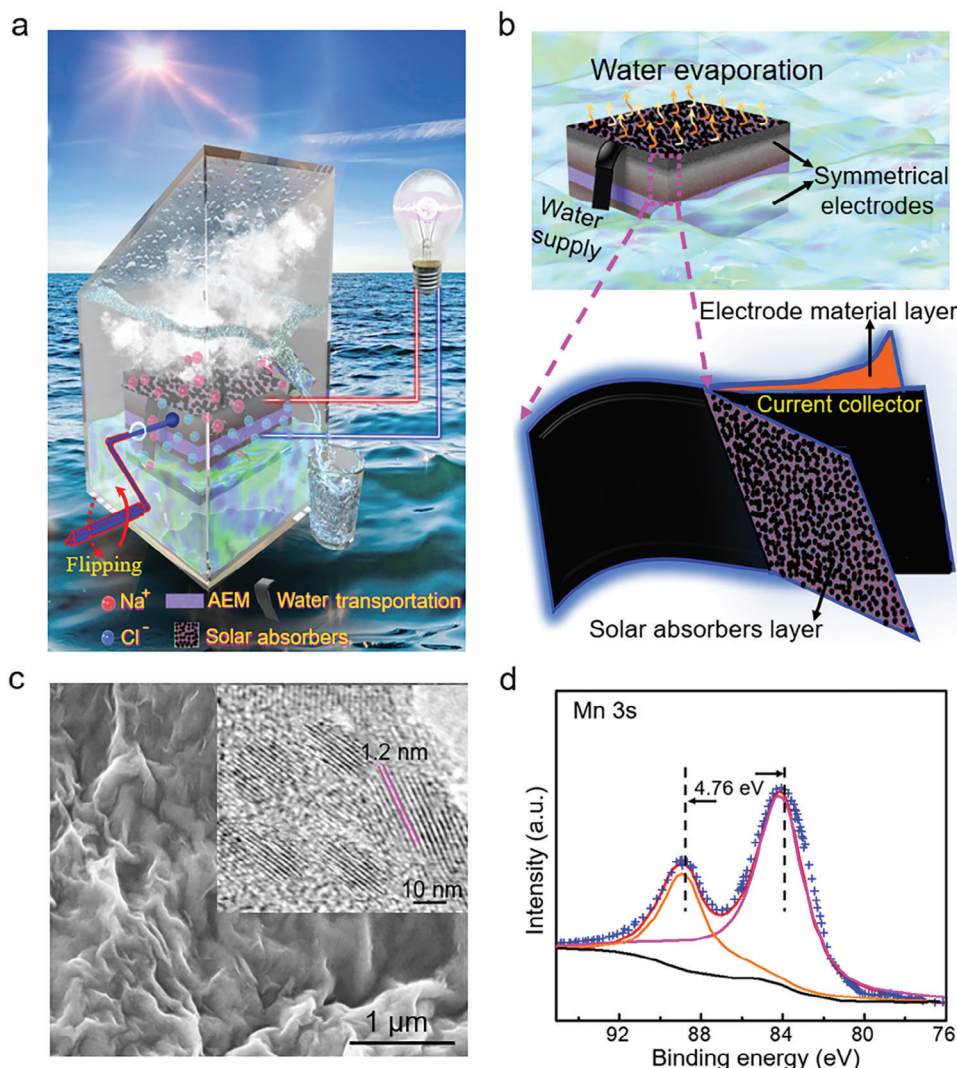 a
Flipping
Na+ AEM Water transportation
Cl- Solar absorbers
b
Water evaporation
Symmetrical
electrodes
Water
supply
Electrode material layer
Current collector
Solar absorbers layer
c
1.2 nm
10 nm
1 μm
d
Mn 3s
4.76 eV
Intensity (a.u.)
92 88 84 80 76
Binding energy (eV)